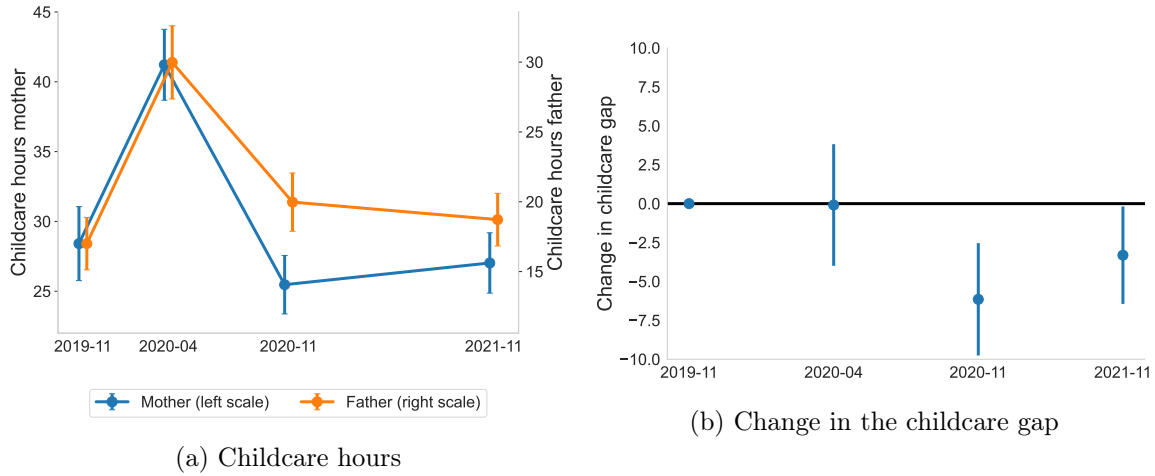 45
40
35
30
25
Childcare hours mother
30
25
20
15
Childcare hours father
2019-11 2020-04 2020-11 2021-11
Mother (left scale) Father (right scale)
(a) Childcare hours
10.0
7.5
5.0
2.5
0.0
−2.5
−5.0
−7.5
−10.0
Change in childcare gap
2019-11 2020-04 2020-11 2021-11
(b) Change in the childcare gap